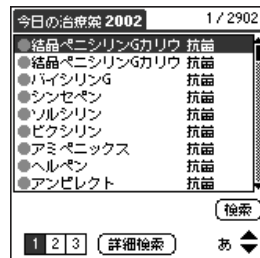 今日の治療薬 2002 1/2902
結晶ペニシリンGカリウ 抗菌
結晶ペニシリンGカリウ 抗菌
バイシリンG 抗菌
シンセペン 抗菌
ソルシリン 抗菌
ビクシリン 抗菌
アミペニックス 抗菌
ヘルペン 抗菌
アンピレクト 抗菌
検索
1 2 3 詳細検索 あ